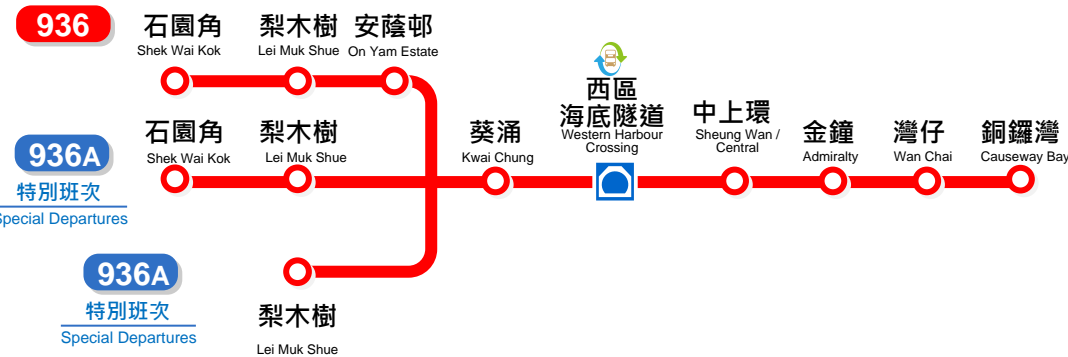 936
石圍角
Shek Wai Kok
梨木樹
Lei Muk Shue
安蔭邨
On Yam Estate
936A
特別班次
Special Departures
石圍角
Shek Wai Kok
梨木樹
Lei Muk Shue
葵涌
Kwai Chung
西區
海底隧道
Western Harbour
Crossing
中上環
Sheung Wan /
Central
金鐘
Admiralty
灣仔
Wan Chai
銅鑼灣
Causeway Bay
936A
特別班次
Special Departures
梨木樹
Lei Muk Shue